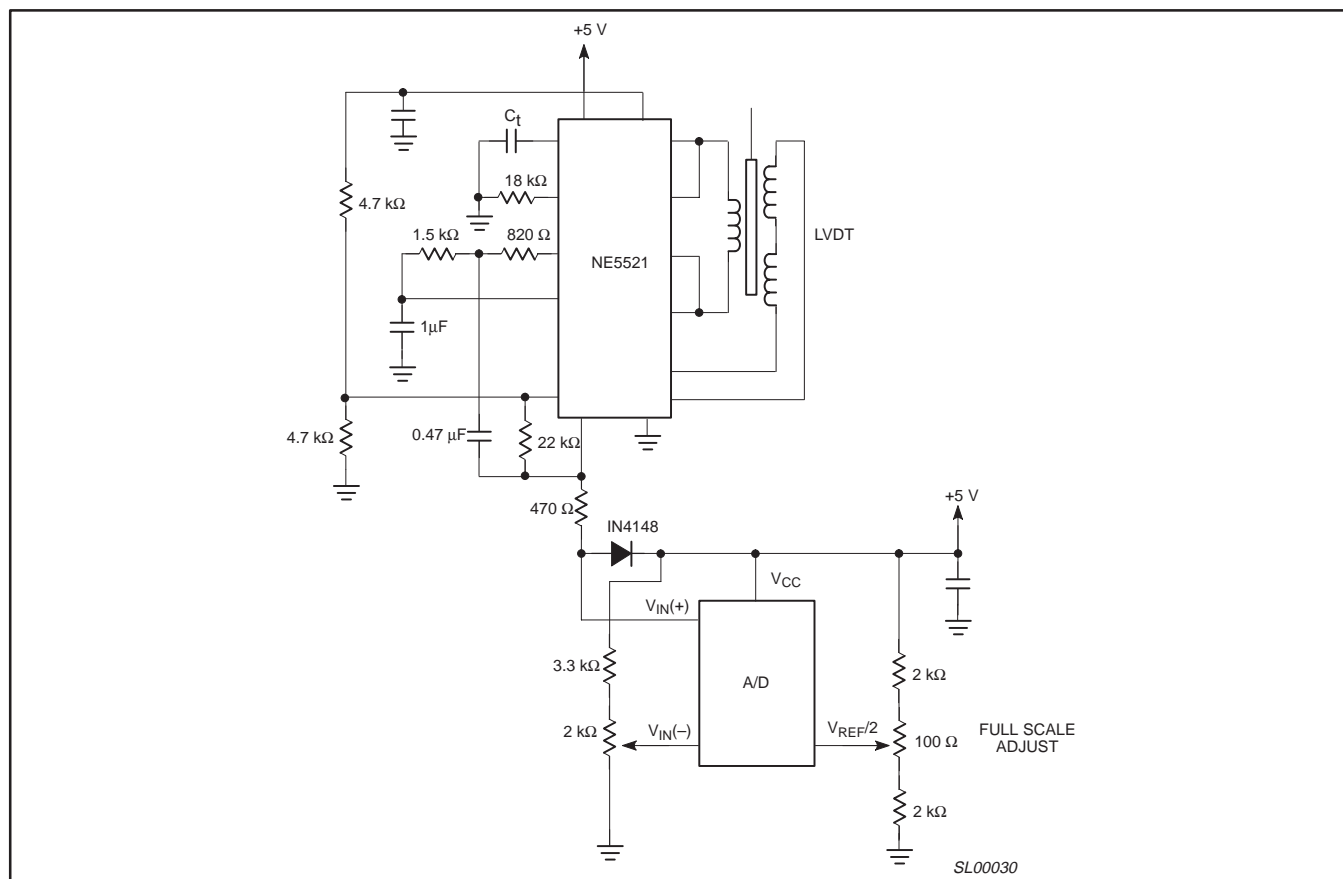 +5 V
Ct
18 kΩ
4.7 kΩ
1.5 kΩ
820 Ω
NE5521
LVDT
1µF
4.7 kΩ
0.47 µF
22 kΩ
470 Ω
IN4148
+5 V
VCC
VIN(+)
3.3 kΩ
A/D
2 kΩ
2 kΩ
VIN(–)
VREF/2
100 Ω
FULL SCALE
ADJUST
2 kΩ
SL00030